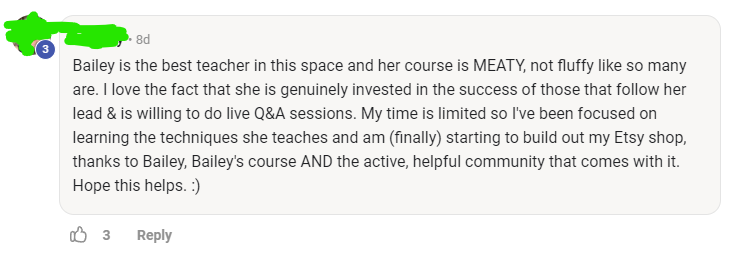 3
· 8d
Bailey is the best teacher in this space and her course is MEATY, not fluffy like so many
are. I love the fact that she is genuinely invested in the success of those that follow her
lead & is willing to do live Q&A sessions. My time is limited so I've been focused on
learning the techniques she teaches and am (finally) starting to build out my Etsy shop,
thanks to Bailey, Bailey's course AND the active, helpful community that comes with it.
Hope this helps. :)
3 Reply